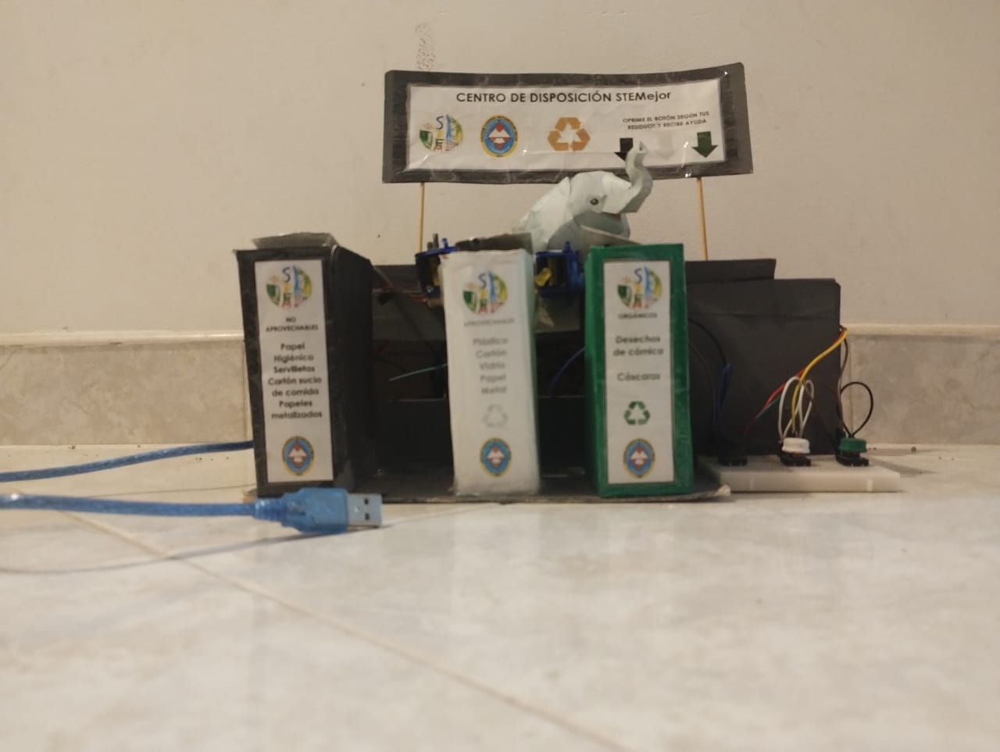 CENTRO DE DISPOSICIÓN STEMejor
OPRIME EL BOTÓN SEGÚN TUS
RESIDUOS Y RECIBE AYUDA
NO
APROVECHABLES
Papel
Higiénico
Servilletas
Cartón sucio
de comida
Papeles
metalizados
APROVECHABLES
Plástico
Cartón
Vidrio
Papel
Metal
ORGÁNICOS
Desechos
de cómica
Cáscaras